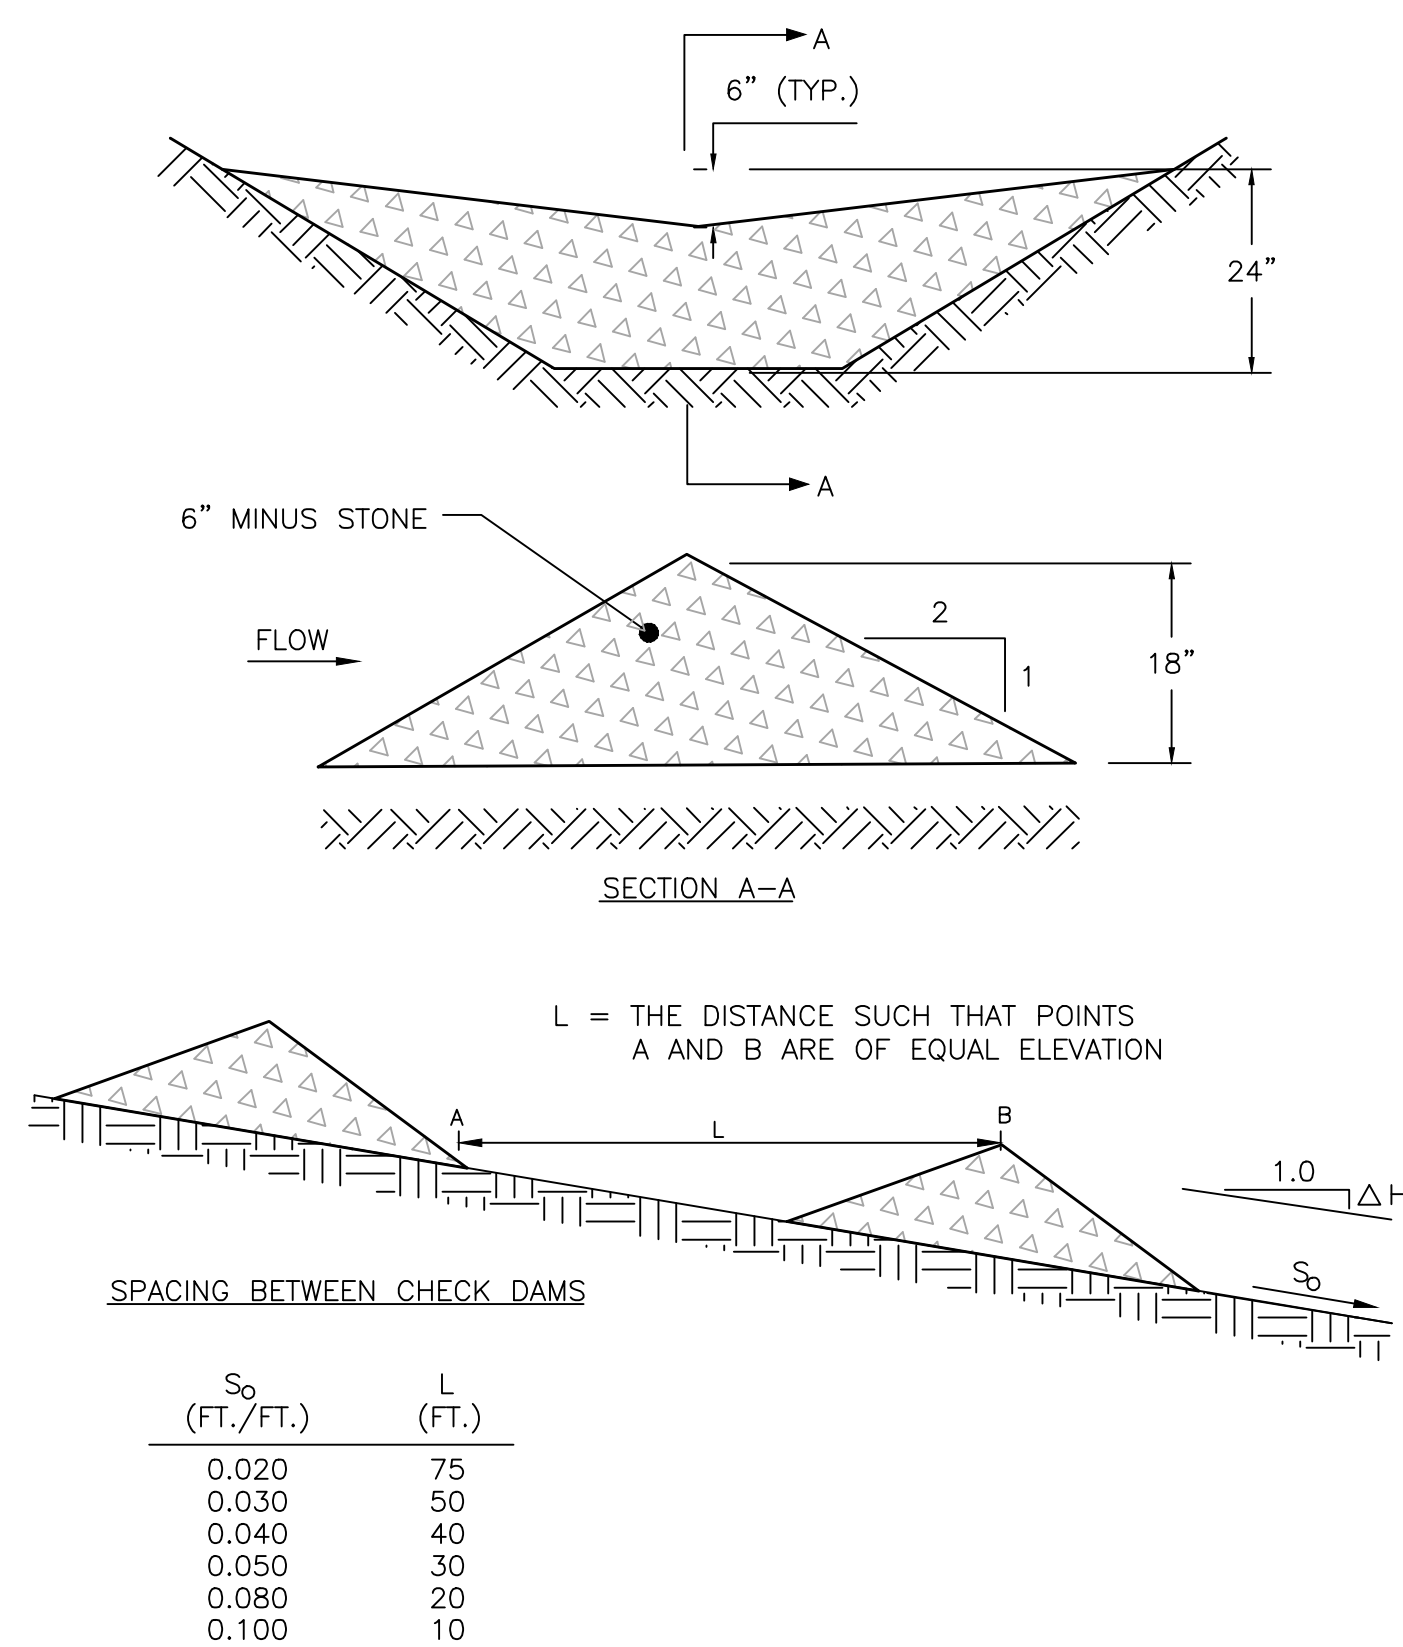 A
6” (TYP.)
24”
A
6” MINUS STONE
FLOW
2
1
18”
SECTION A–A
L = THE DISTANCE SUCH THAT POINTS
A AND B ARE OF EQUAL ELEVATION
A
L
B
1.0
△ H
So
SPACING BETWEEN CHECK DAMS
So L
(FT./FT.) (FT.)
0.020 75
0.030 50
0.040 40
0.050 30
0.080 20
0.100 10